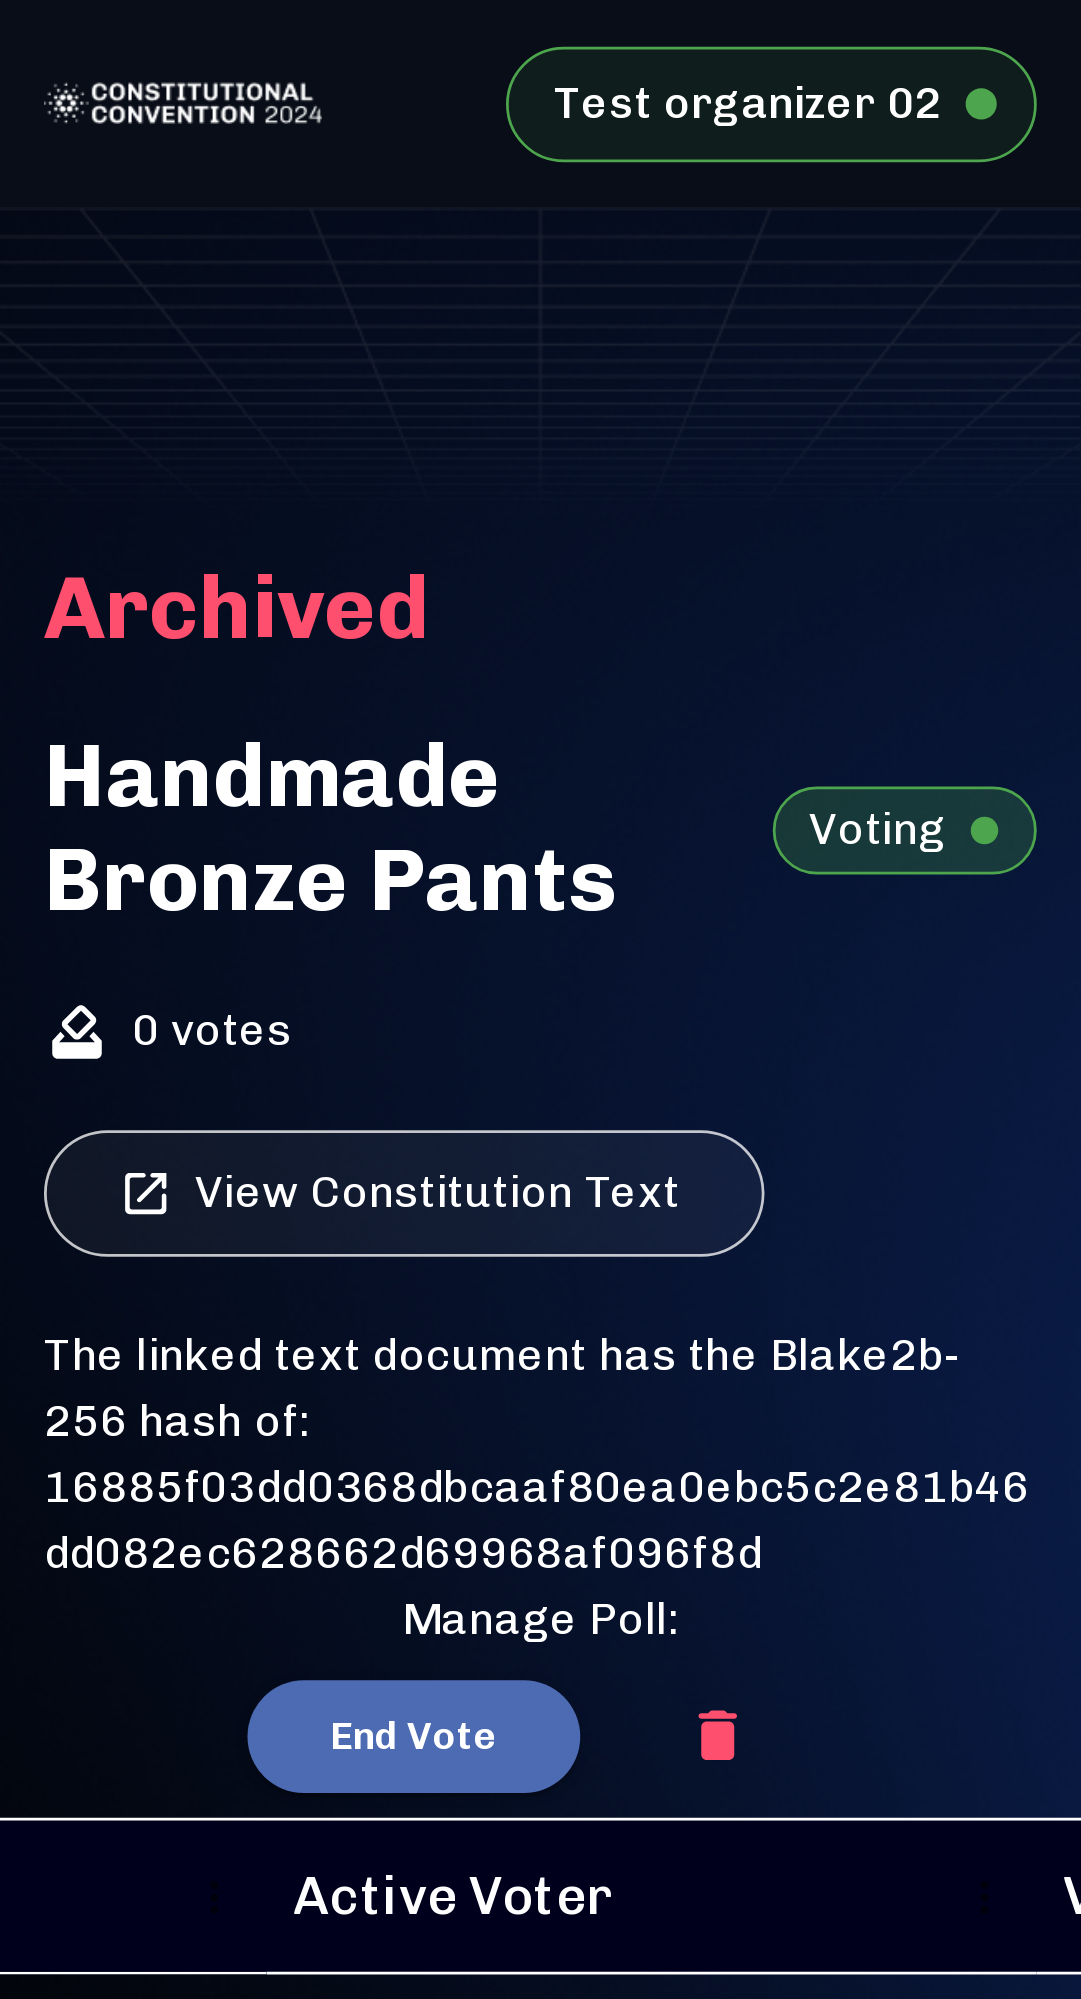 CONSTITUTIONAL
CONVENTION 2024
Test organizer 02
Archived
Handmade
Bronze Pants
Voting
0 votes
View Constitution Text
The linked text document has the Blake2b-
256 hash of:
16885f03dd0368dbcaaf80ea0ebc5c2e81b46
dd082ec628662d69968af096f8d
Manage Poll:
End Vote
Active Voter